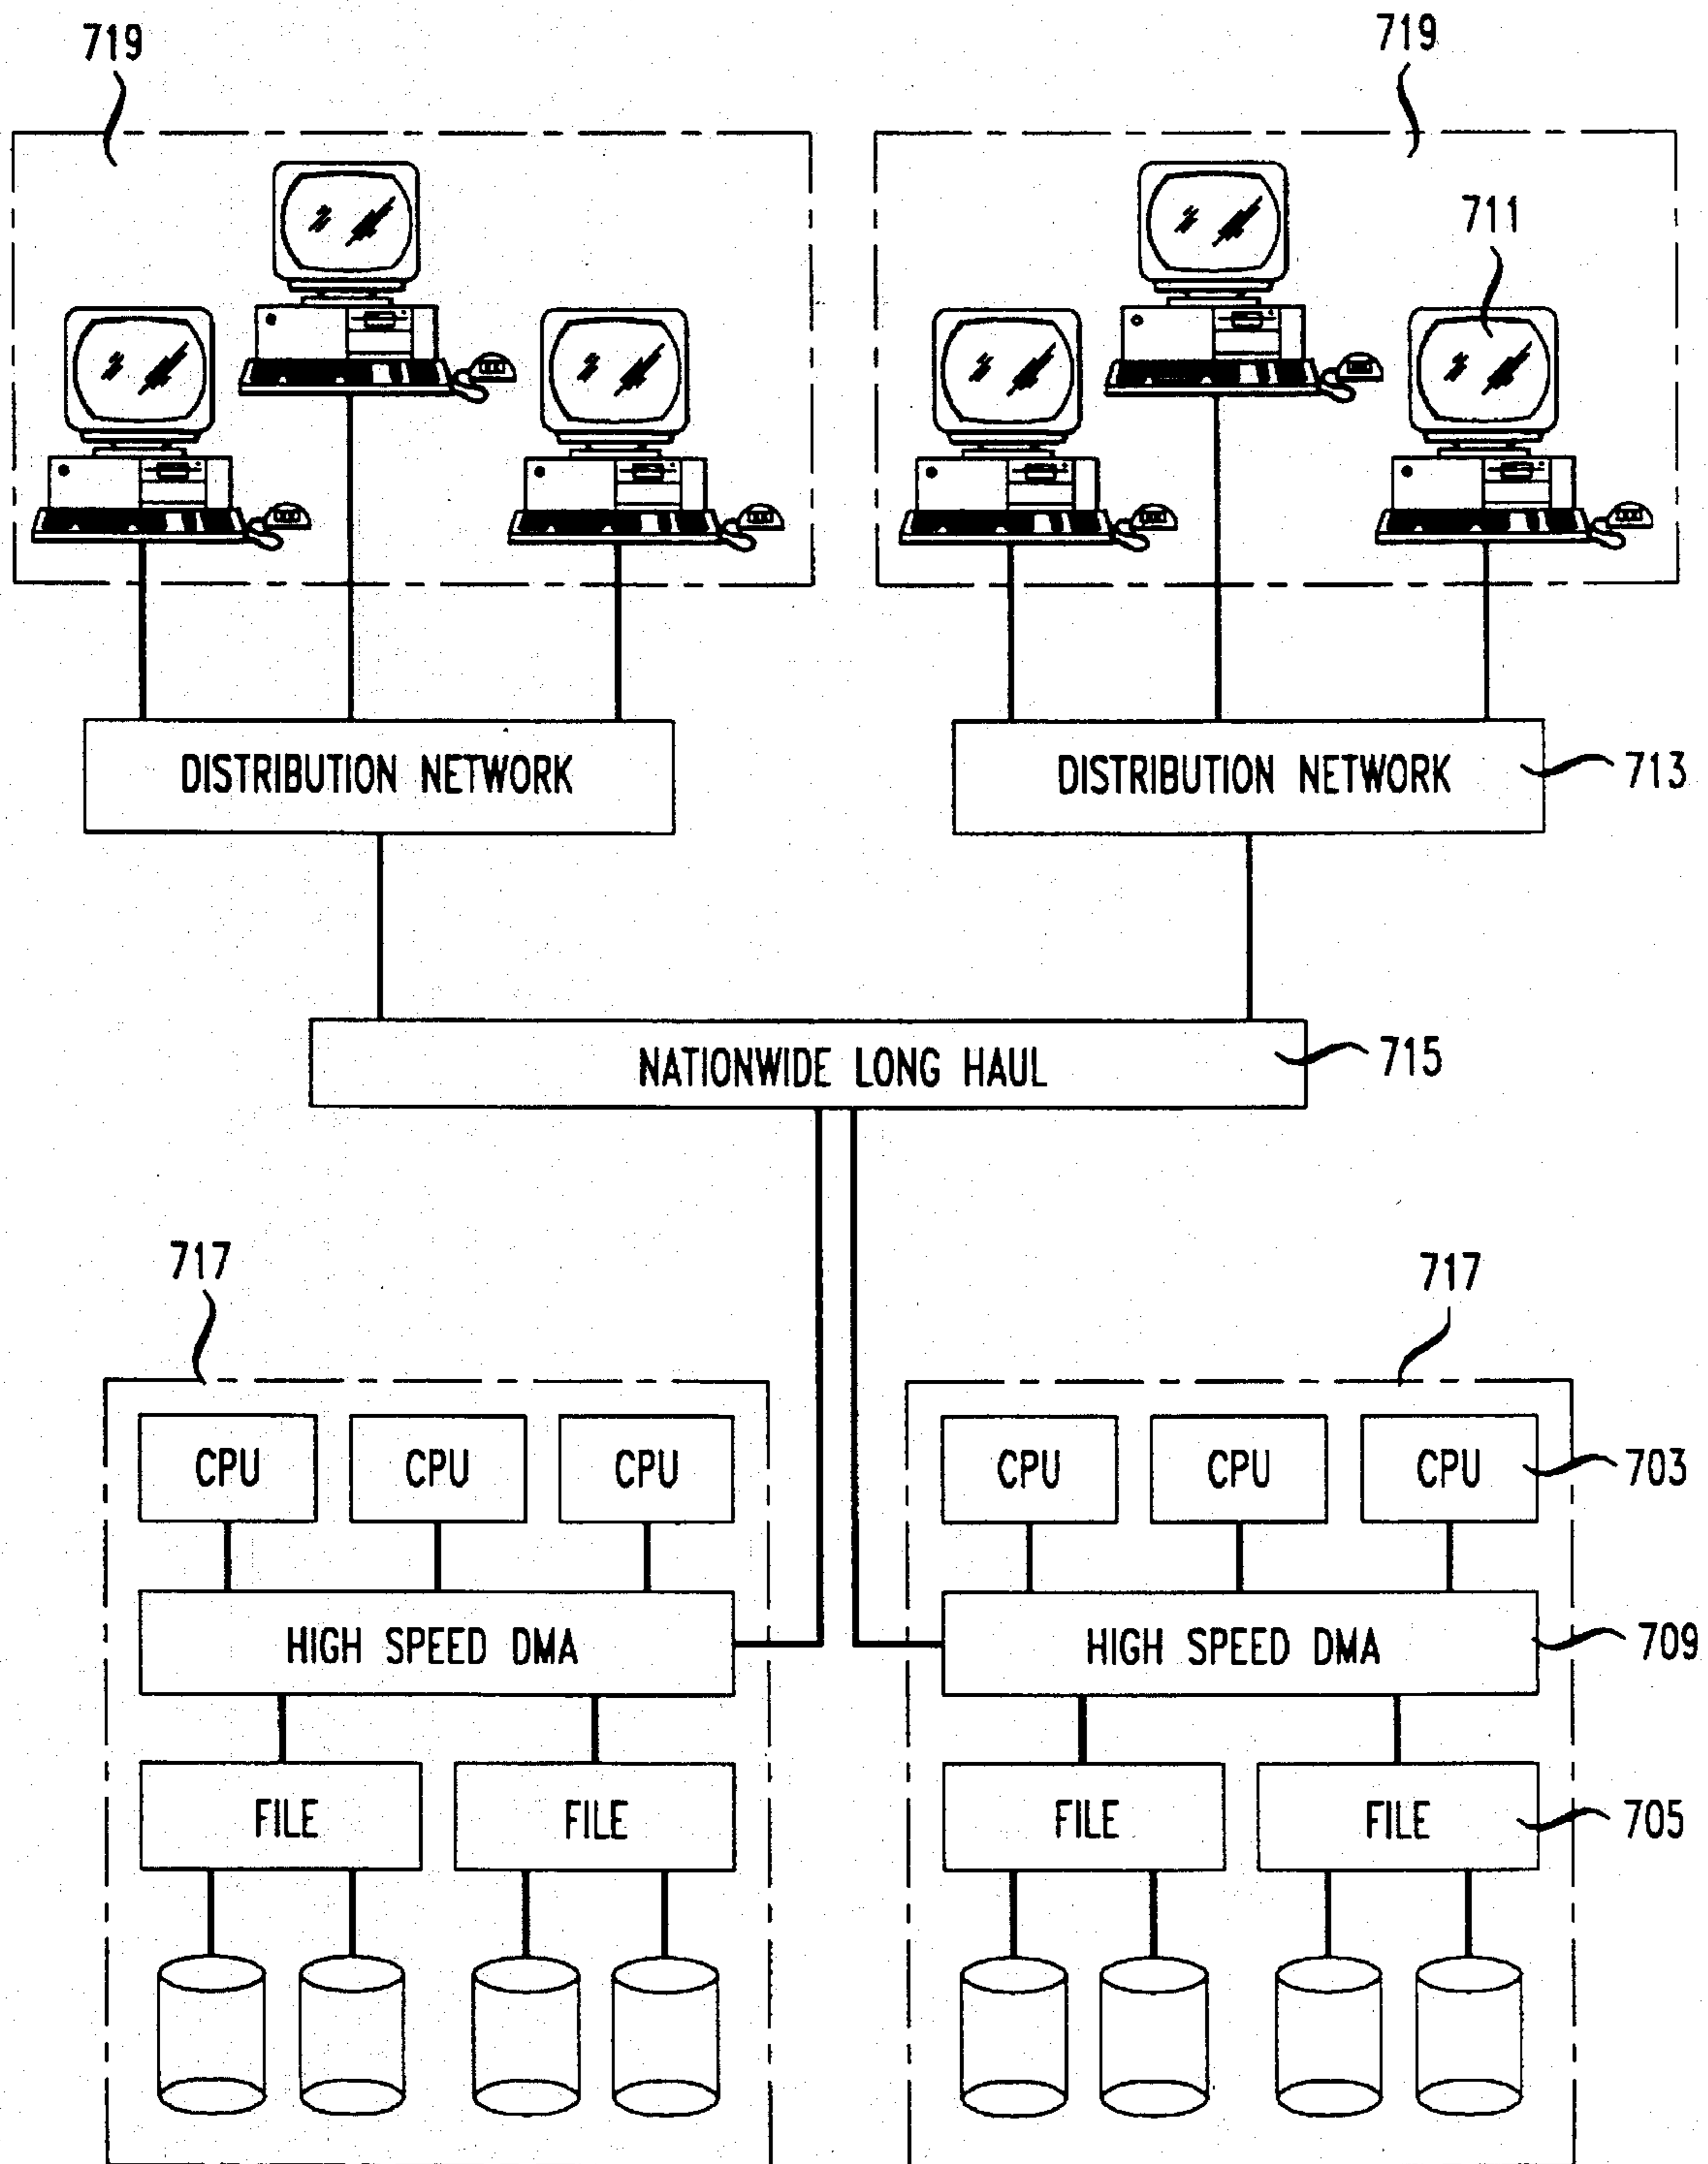 719
719
711
DISTRIBUTION NETWORK
DISTRIBUTION NETWORK
713
NATIONWIDE LONG HAUL
715
717
717
CPU
CPU
CPU
CPU
CPU
CPU
703
HIGH SPEED DMA
HIGH SPEED DMA
709
FILE
FILE
FILE
FILE
705